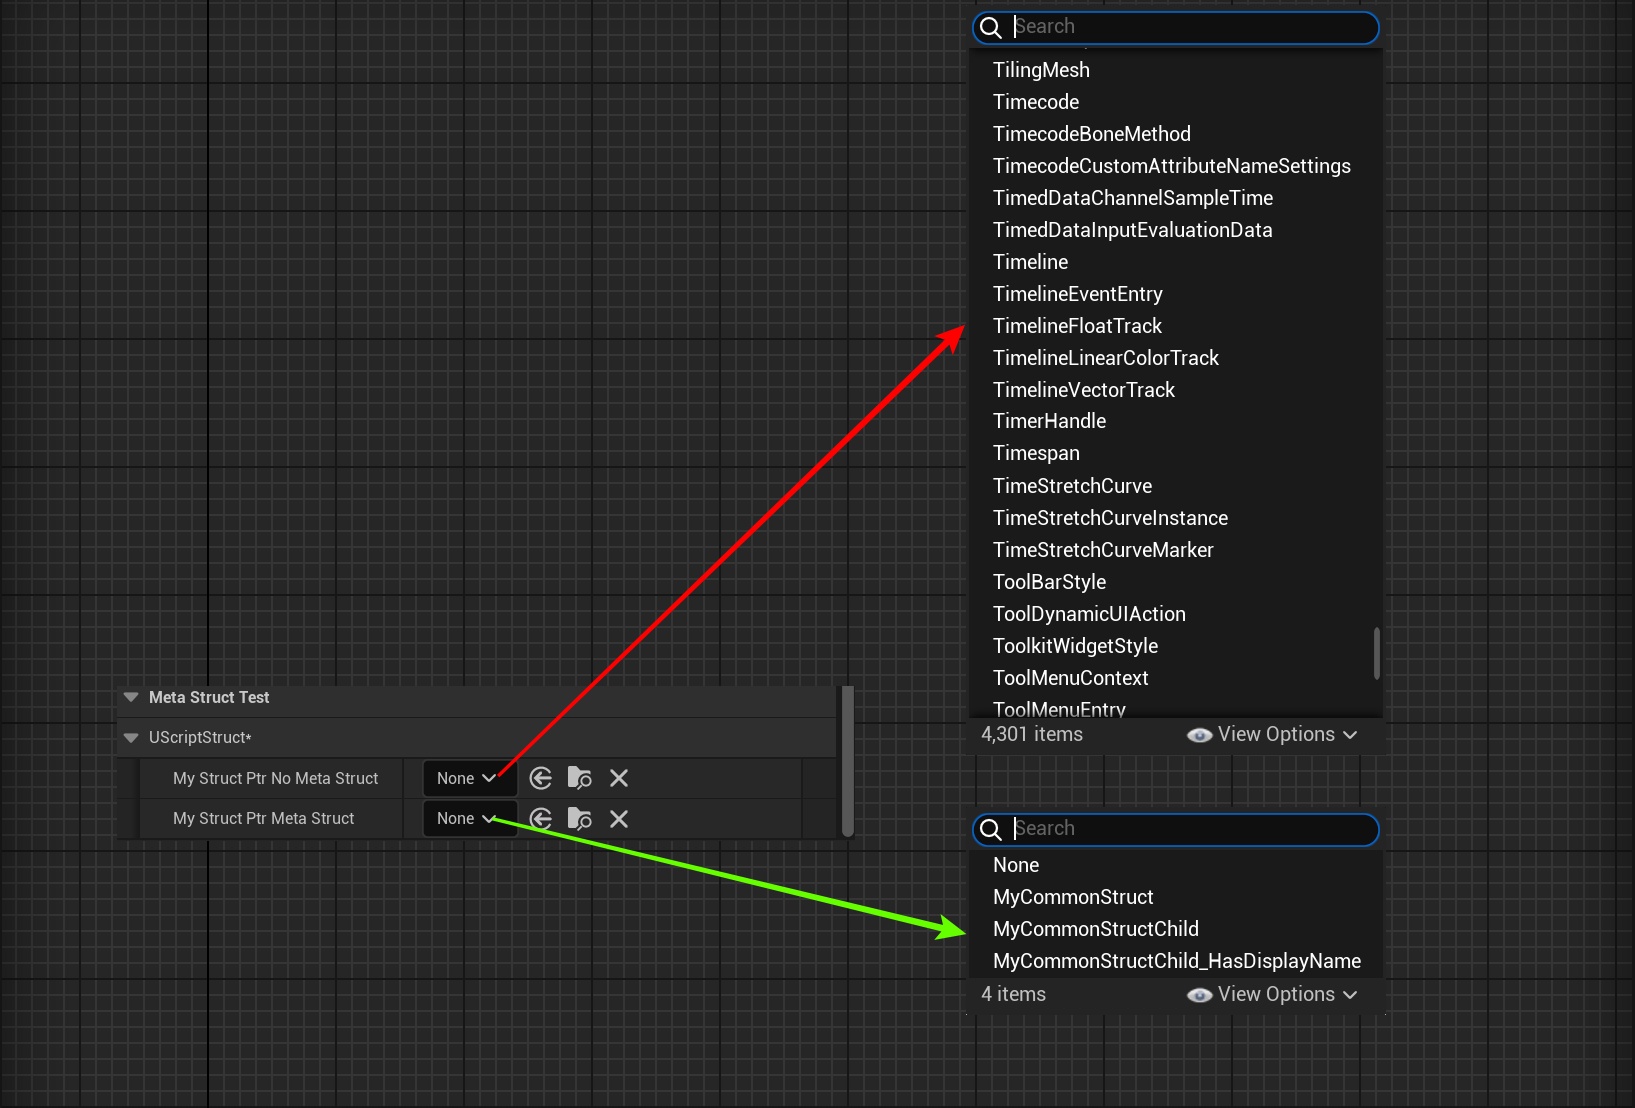 Search
TilingMesh
Timecode
TimecodeBoneMethod
TimecodeCustomAttributeNameSettings
TimedDataChannelSampleTime
TimedDataInputEvaluationData
Timeline
TimelineEventEntry
TimelineFloatTrack
TimelineLinearColorTrack
TimelineVectorTrack
TimerHandle
Timespan
TimeStretchCurve
TimeStretchCurveInstance
TimeStretchCurveMarker
ToolBarStyle
ToolDynamicUIAction
ToolkitWidgetStyle
ToolMenuContext
ToolMenuEntry
4,301 items View Options
Meta Struct Test
UScriptStruct*
My Struct Ptr No Meta Struct None
My Struct Ptr Meta Struct None
Search
None
MyCommonStruct
MyCommonStructChild
MyCommonStructChild_HasDisplayName
4 items View Options